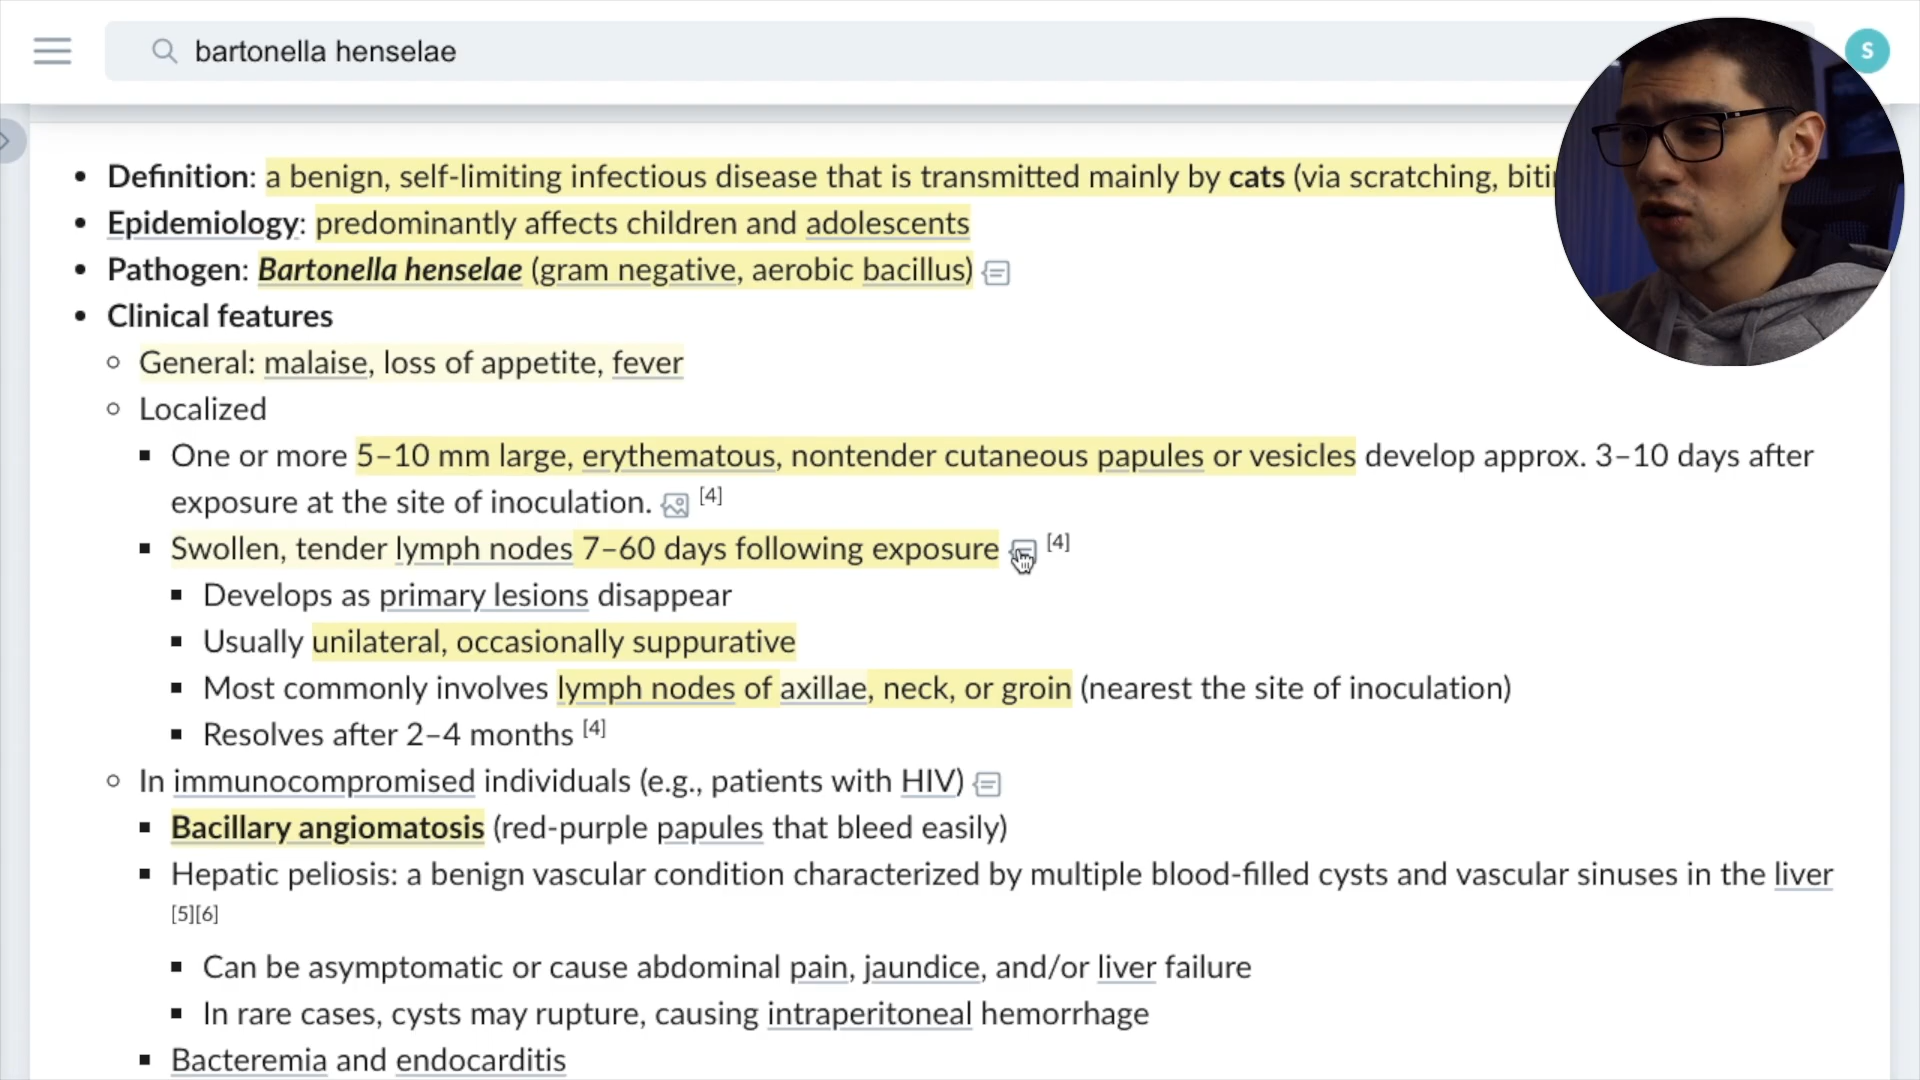 bartonella henselae
S
Definition: a benign, self-limiting infectious disease that is transmitted mainly by cats (via scratching,
Epidemiology: predominantly affects children and adolescents
Pathogen: Bartonella henselae (gram negative, aerobic bacillus)
Clinical features
General: malaise, loss of appetite, fever
Localized
One or more 5–10 mm large, erythematous, nontender cutaneous papules or vesicles develop approx. 3–10 days after
exposure at the site of inoculation. [4]
Swollen, tender lymph nodes 7–60 days following exposure [4]
Develops as primary lesions disappear
Usually unilateral, occasionally suppurative
Most commonly involves lymph nodes of axillae, neck, or groin (nearest the site of inoculation)
Resolves after 2–4 months [4]
In immunocompromised individuals (e.g., patients with HIV)
Bacillary angiomatosis (red-purple papules that bleed easily)
Hepatic peliosis: a benign vascular condition characterized by multiple blood-filled cysts and vascular sinuses in the liver
[5][6]
Can be asymptomatic or cause abdominal pain, jaundice, and/or liver failure
In rare cases, cysts may rupture, causing intraperitoneal hemorrhage
Bacteremia and endocarditis